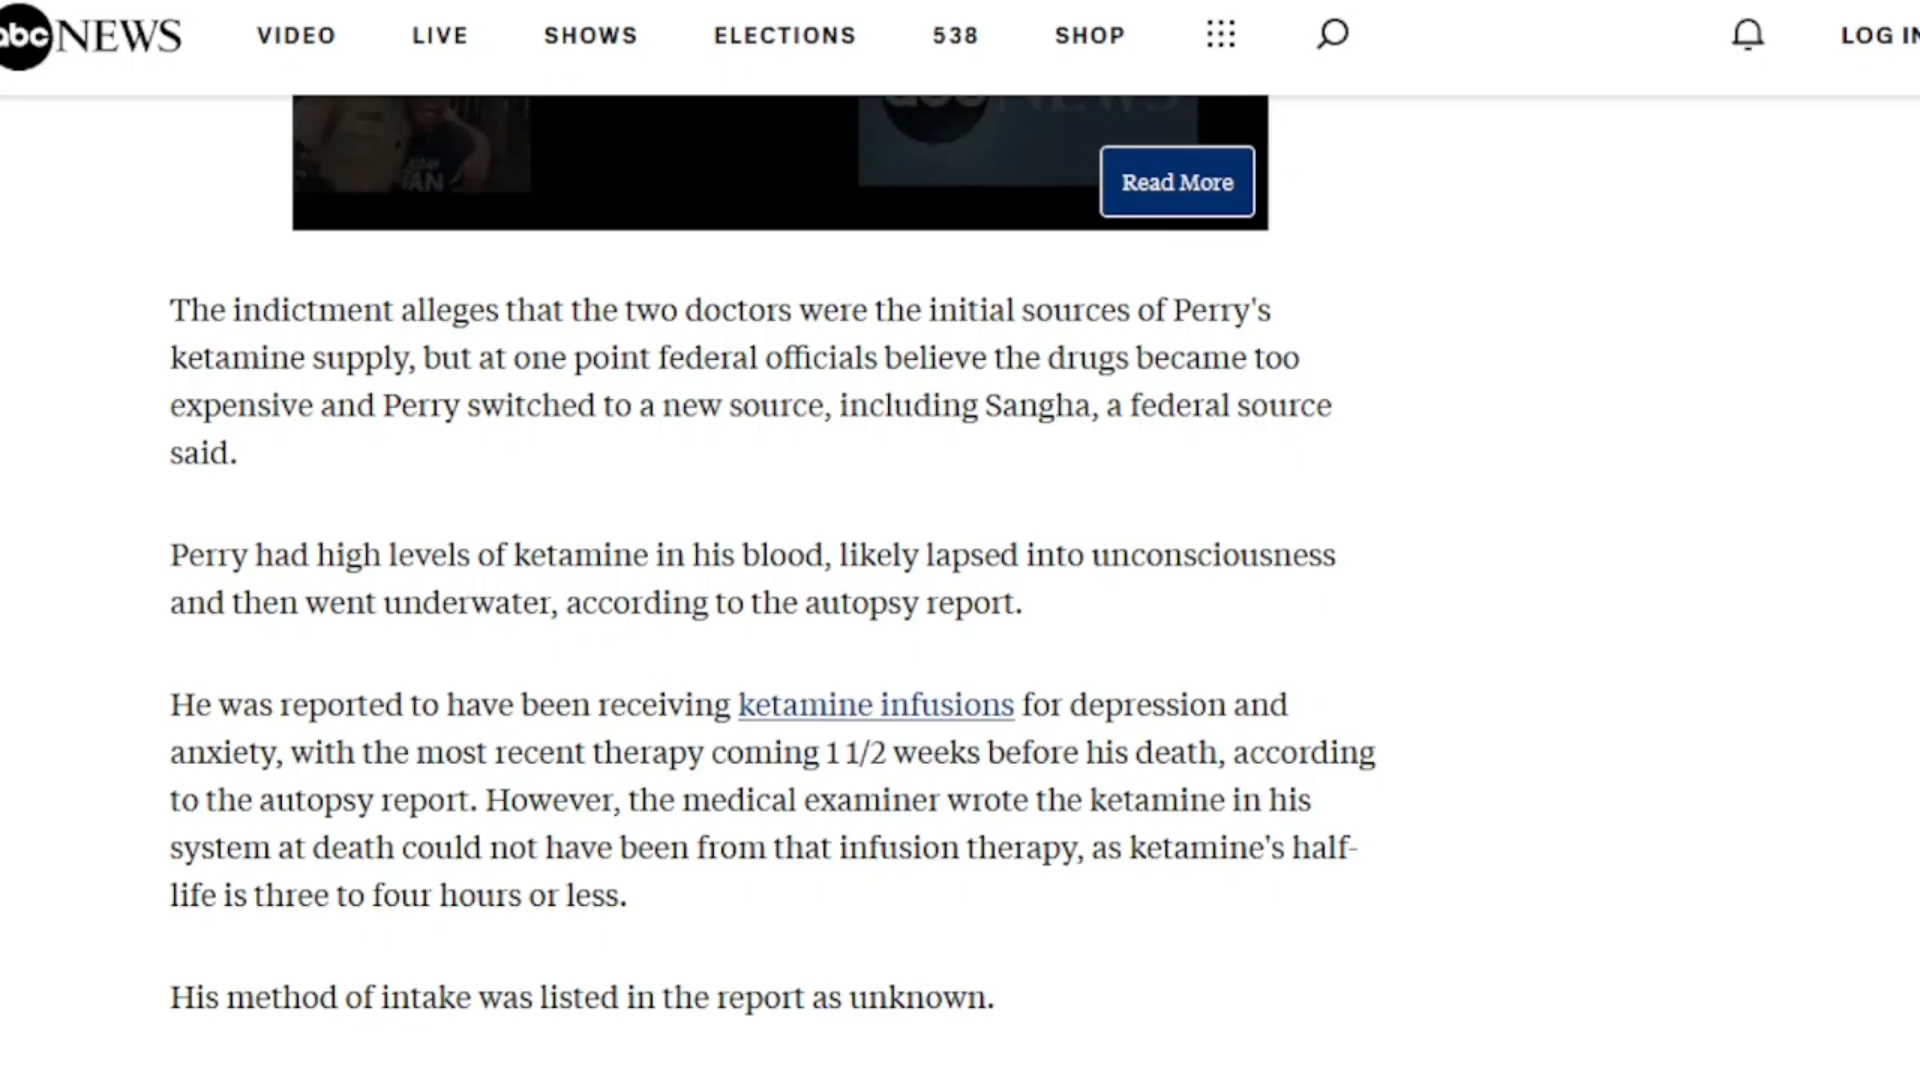 abc NEWS VIDEO LIVE SHOWS ELECTIONS 538 SHOP LOG IN
Read More
The indictment alleges that the two doctors were the initial sources of Perry's
ketamine supply, but at one point federal officials believe the drugs became too
expensive and Perry switched to a new source, including Sangha, a federal source
said.
Perry had high levels of ketamine in his blood, likely lapsed into unconsciousness
and then went underwater, according to the autopsy report.
He was reported to have been receiving ketamine infusions for depression and
anxiety, with the most recent therapy coming 1 1/2 weeks before his death, according
to the autopsy report. However, the medical examiner wrote the ketamine in his
system at death could not have been from that infusion therapy, as ketamine's half-
life is three to four hours or less.
His method of intake was listed in the report as unknown.